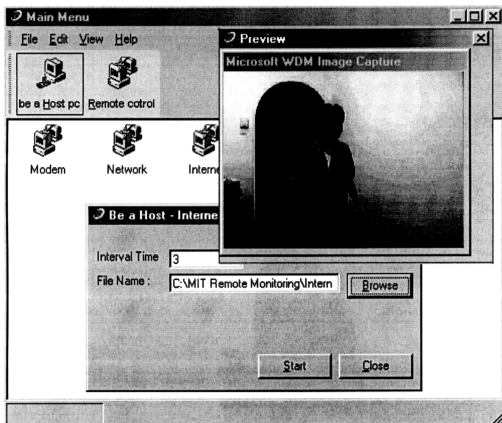 Main Menu
File Edit View Help
be a Host pc Remote cotrol
Modem Network Interne
Preview
Microsoft WDM Image Capture
Be a Host - Interne
Interval Time 3
File Name : C:\MIT Remote Monitoring\Intern Browse
Start Close